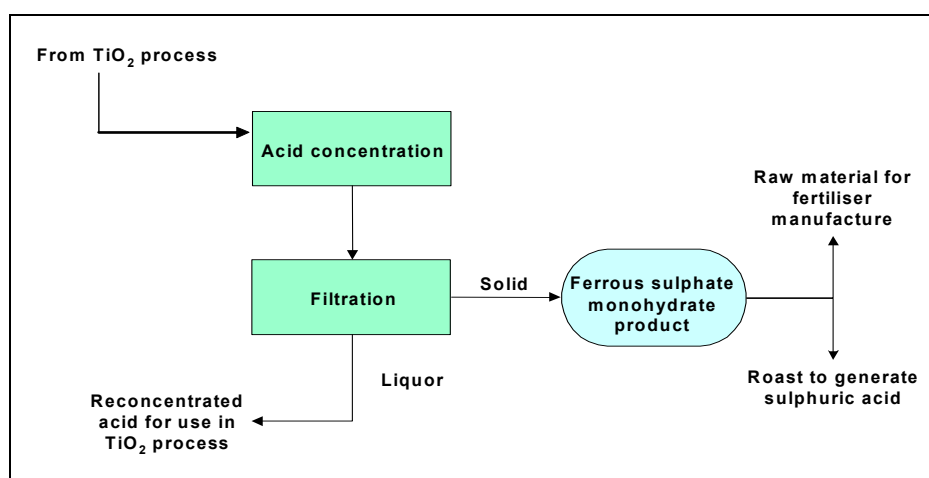 From TiO₂ process
Acid concentration
Raw material for
fertiliser
manufacture
Filtration
Solid
Ferrous sulphate
monohydrate
product
Liquor
Roast to generate
sulphuric acid
Reconcentrated
acid for use in
TiO₂ process